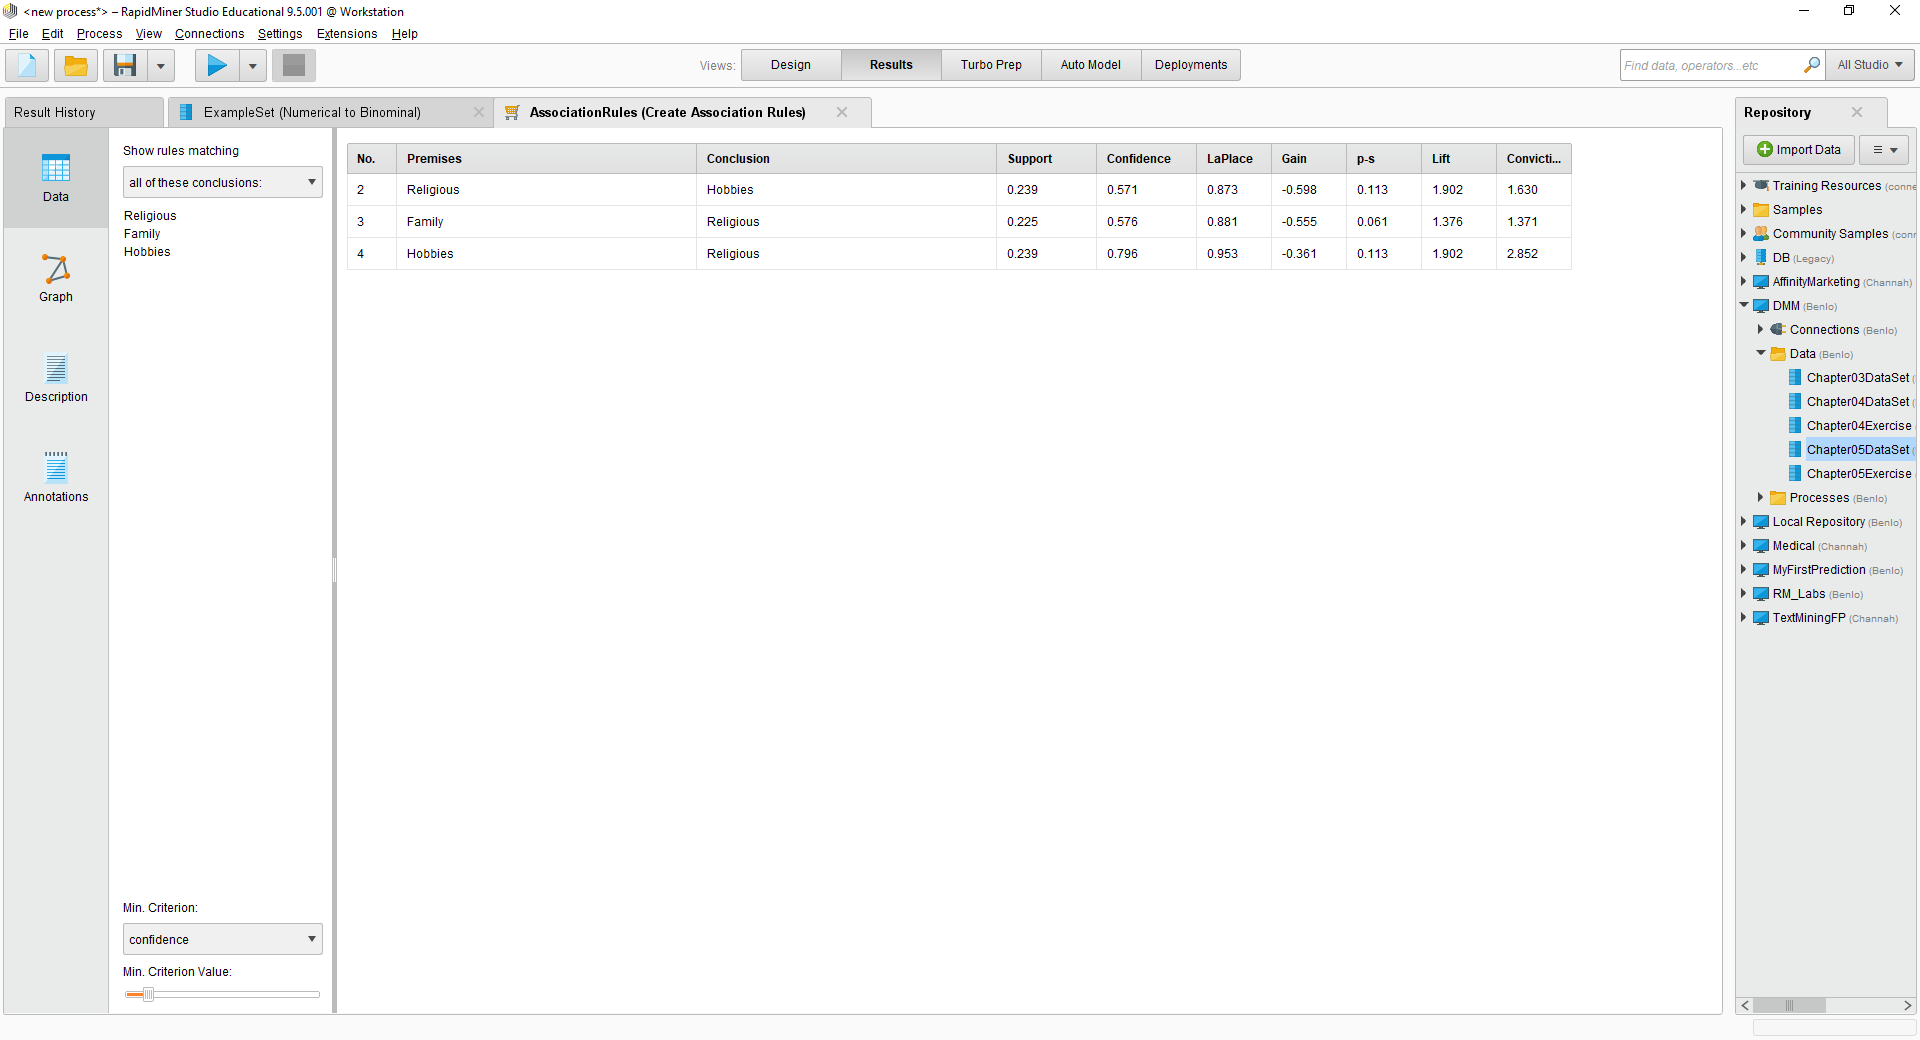 <new process*> – RapidMiner Studio Educational 9.5.001 @ Workstation
File Edit Process View Connections Settings Extensions Help
Views: Design Results Turbo Prep Auto Model Deployments
Find data, operators...etc All Studio
Result History ExampleSet (Numerical to Binominal) AssociationRules (Create Association Rules)
Data
Graph
Description
Annotations
Show rules matching
all of these conclusions:
Religious
Family
Hobbies
Min. Criterion:
confidence
Min. Criterion Value:
No. Premises Conclusion Support Confidence LaPlace Gain p-s Lift Convicti...
2 Religious Hobbies 0.239 0.571 0.873 -0.598 0.113 1.902 1.630
3 Family Religious 0.225 0.576 0.881 -0.555 0.061 1.376 1.371
4 Hobbies Religious 0.239 0.796 0.953 -0.361 0.113 1.902 2.852
Repository
Import Data
Training Resources (conne
Samples
Community Samples (conn
DB (Legacy)
AffinityMarketing (Channah)
DMM (Benlo)
Connections (Benlo)
Data (Benlo)
Chapter03DataSet (
Chapter04DataSet (
Chapter04Exercise
Chapter05DataSet (
Chapter05Exercise
Processes (Benlo)
Local Repository (Benlo)
Medical (Channah)
MyFirstPrediction (Benlo)
RM_Labs (Benlo)
TextMiningFP (Channah)